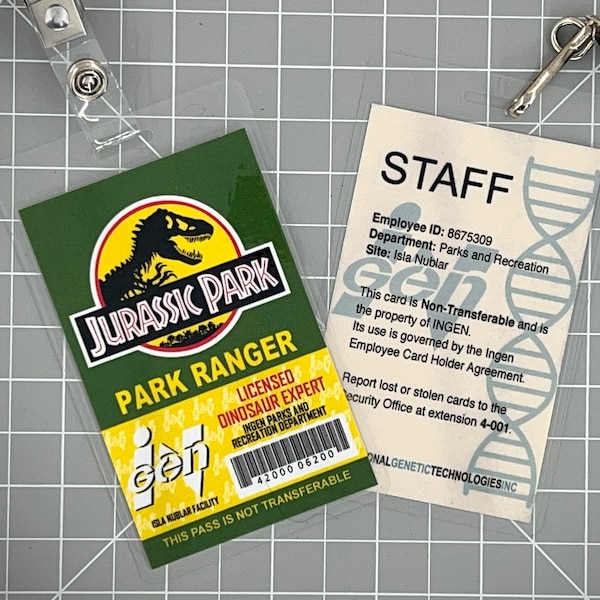 JURASSIC PARK
PARK RANGER
LICENSED
DINOSAUR EXPERT
INGEN PARKS AND
RECREATION DEPARTMENT
InGen
ISLA NUBLAR FACILITY
42000 06200
THIS PASS IS NOT TRANSFERABLE
STAFF
Employee ID: 8675309
Department: Parks and Recreation
Site: Isla Nublar
InGen
This card is Non-Transferable and is
the property of INGEN.
Its use is governed by the Ingen
Employee Card Holder Agreement.
Report lost or stolen cards to the
ecurity Office at extension 4-001.
ONALGENETICTECHNOLOGIESINC